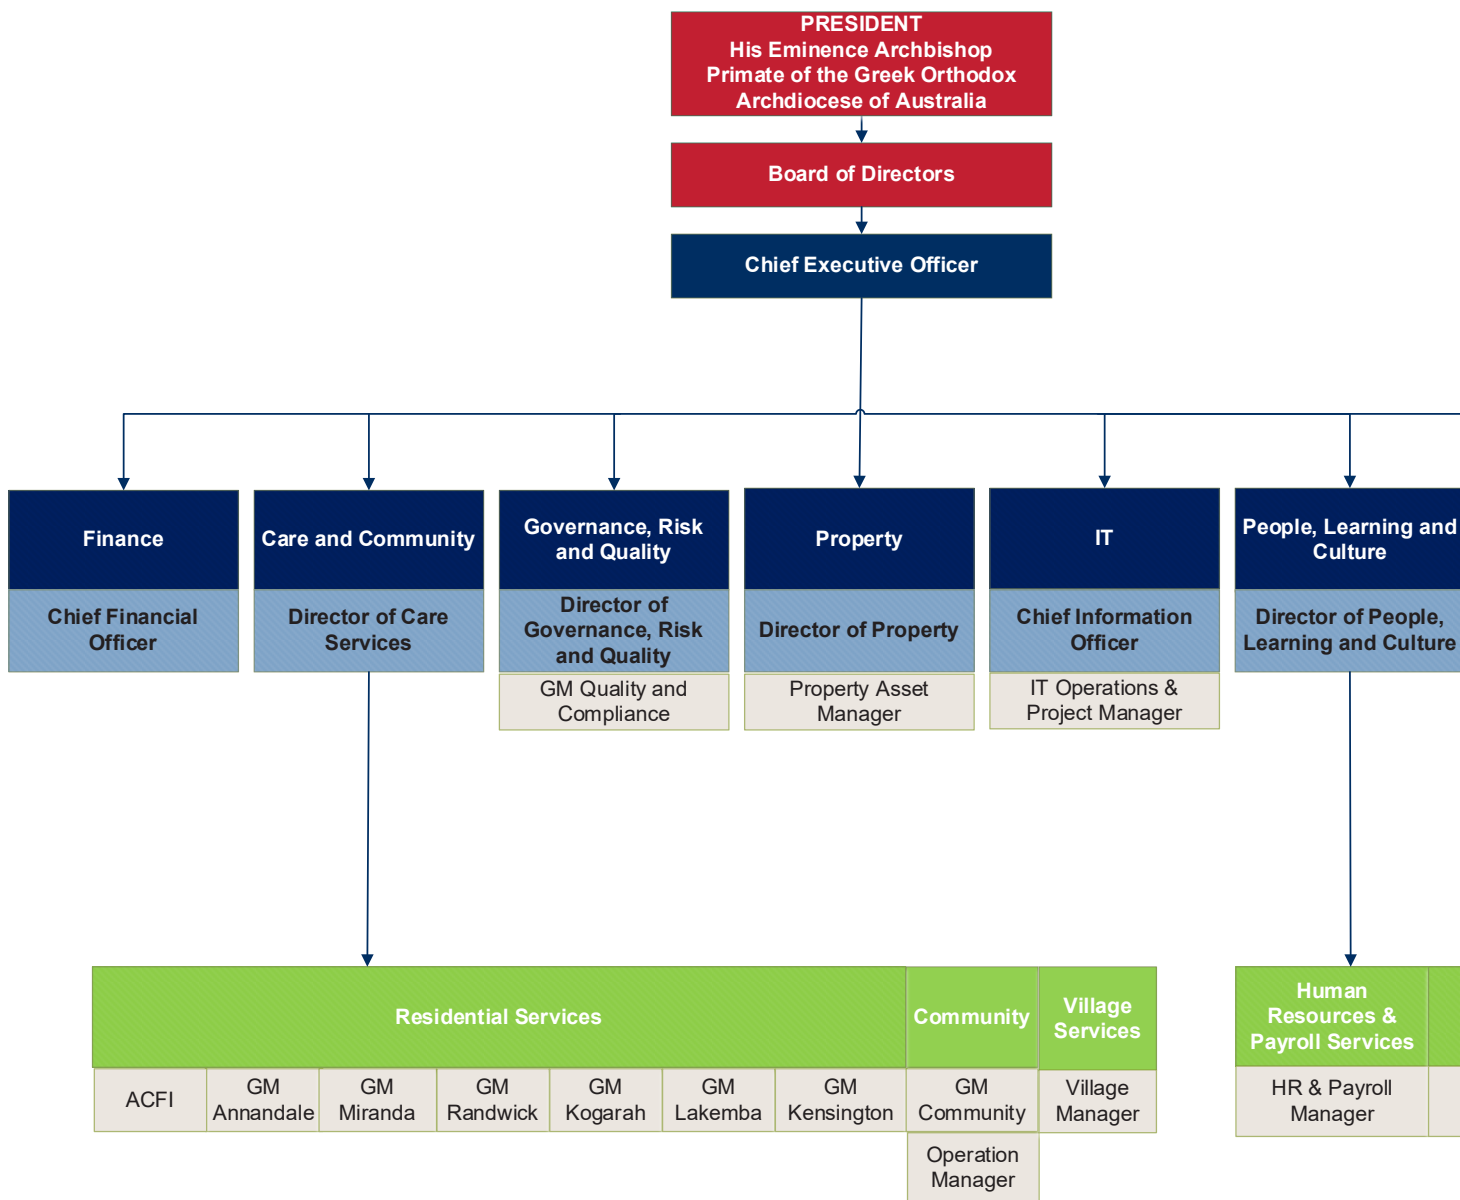 PRESIDENT
His Eminence Archbishop
Primate of the Greek Orthodox
Archdiocese of Australia
Board of Directors
Chief Executive Officer
Finance
Chief Financial
Officer
Care and Community
Director of Care
Services
Governance, Risk
and Quality
Director of
Governance, Risk
and Quality
GM Quality and
Compliance
Property
Director of Property
Property Asset
Manager
IT
Chief Information
Officer
IT Operations &
Project Manager
People, Learning and
Culture
Director of People,
Learning and Culture
Residential Services
ACFI
GM
Annandale
GM
Miranda
GM
Randwick
GM
Kogarah
GM
Lakemba
GM
Kensington
Community
GM
Community
Operation
Manager
Village
Services
Village
Manager
Human
Resources &
Payroll Services
HR & Payroll
Manager